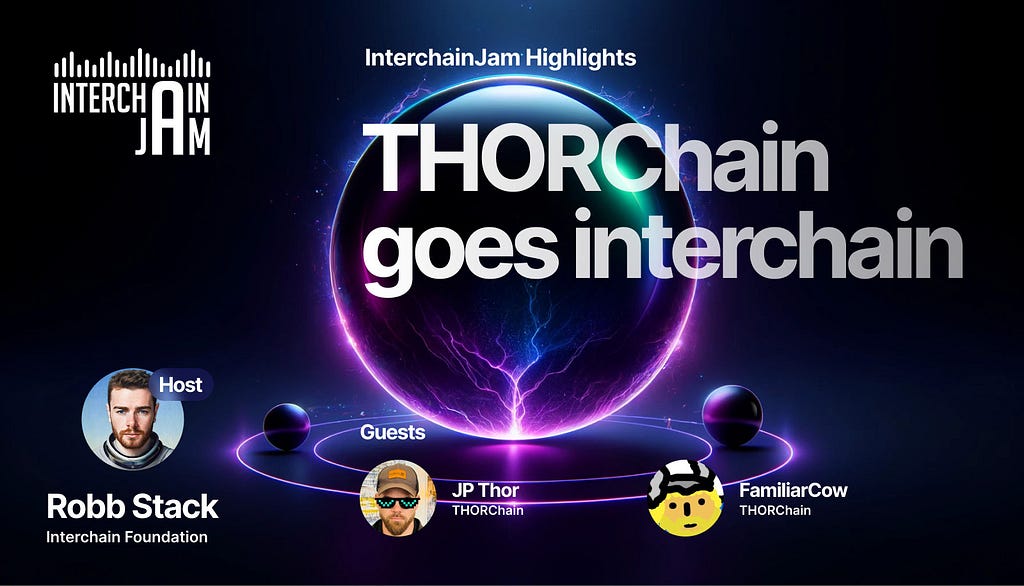 INTERCHAIN
JAM
InterchainJam Highlights
THORChain
goes interchain
Host
Robb Stack
Interchain Foundation
Guests
JP Thor
THORChain
FamiliarCow
THORChain